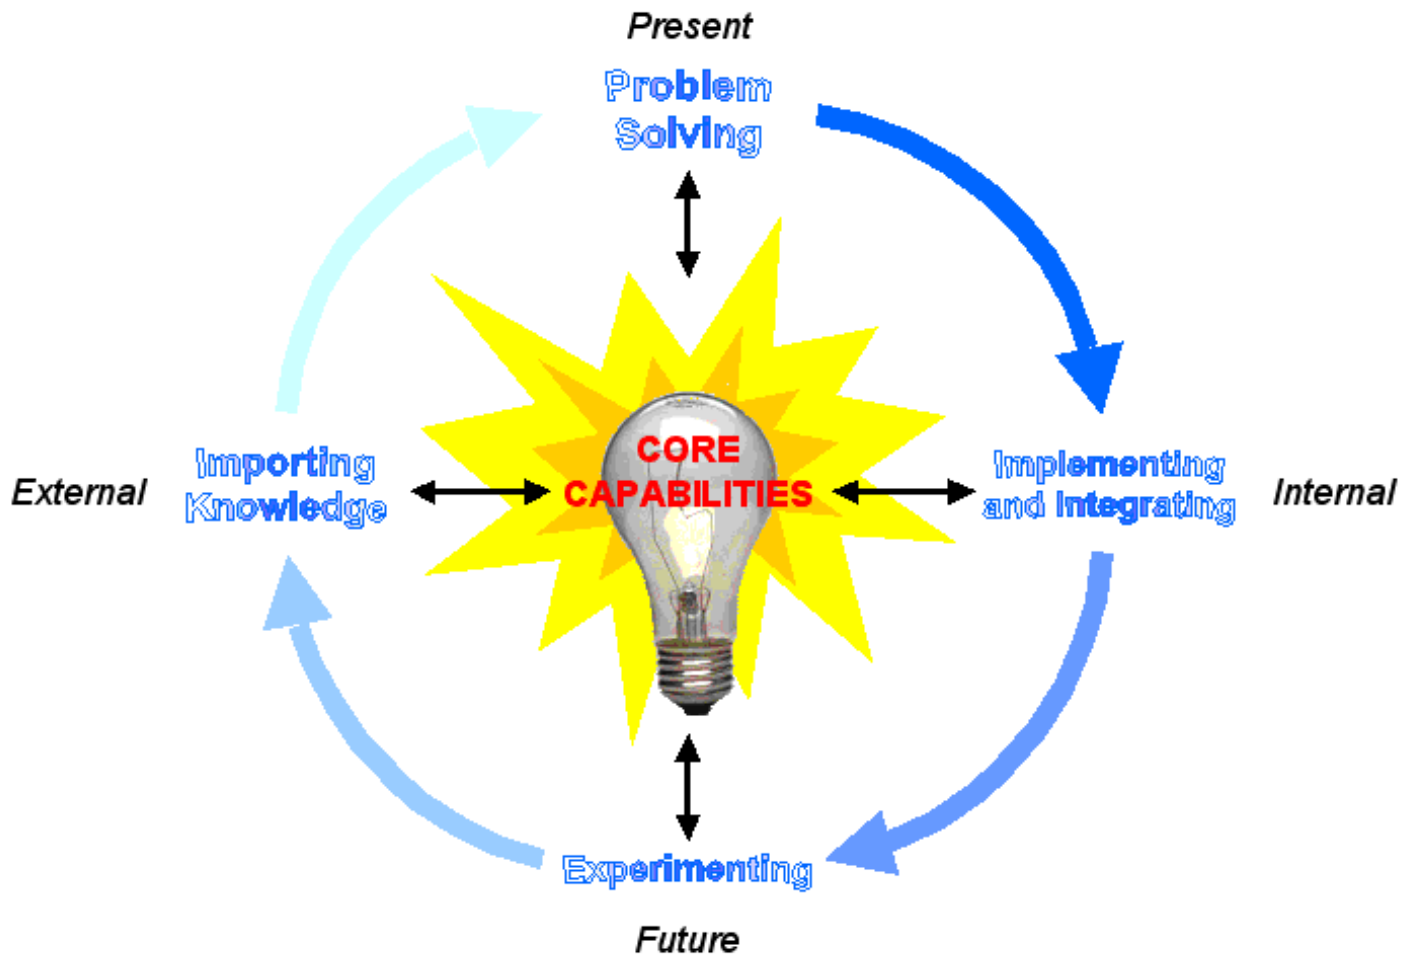 Present
Problem
Solving
CORE
CAPABILITIES
External
Importing
Knowledge
Implementing
and Integrating
Internal
Experimenting
Future